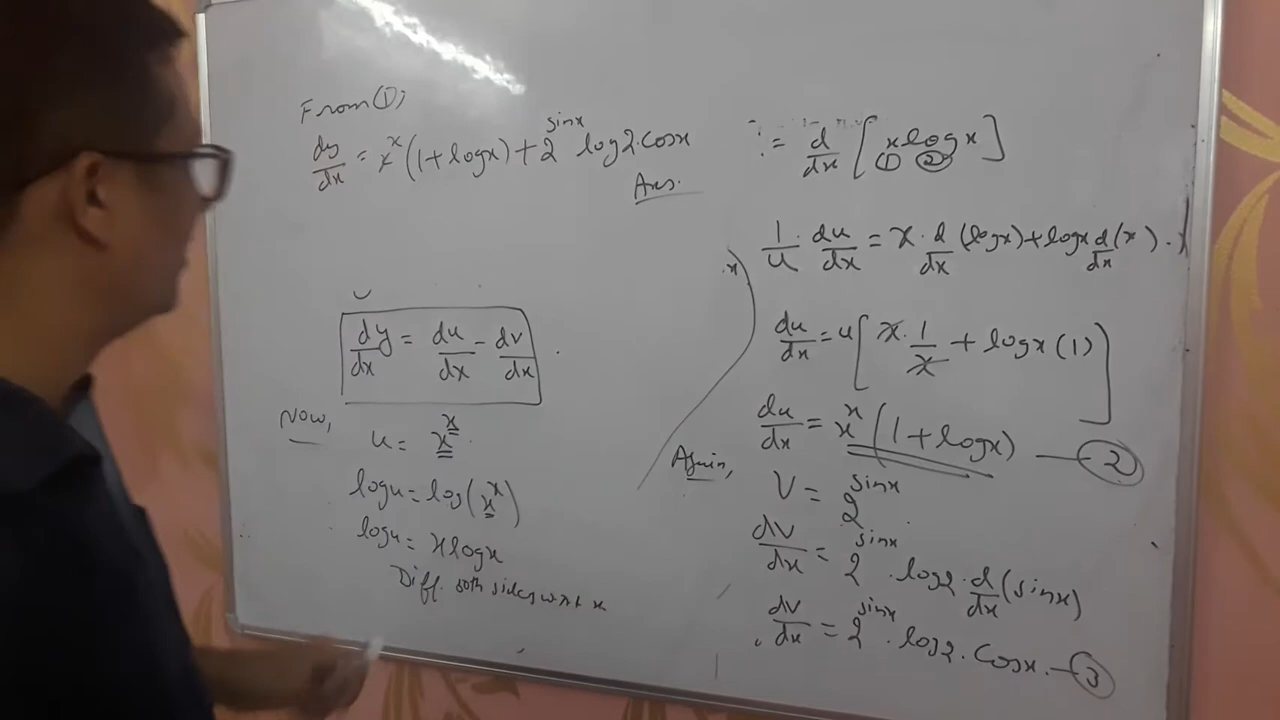 From ①;
dy/dx = x^x (1+logx) + 2^sinx log2.cosx
Ans.
dy/dx = du/dx - dv/dx
Now,
u = x^x
logu = log(x^x)
logu = xlogx
Diff. both sides w.r.t x
= d/dx [xlogx]
① ②
1/u . du/dx = x. d/dx (logx) + logx d/dx (x)
du/dx = u[x. 1/x + logx(1)]
du/dx = x^x (1+logx) — ②
Again,
V = 2^sinx
dV/dx = 2^sinx . log2. d/dx (sinx)
dv/dx = 2^sinx . log2. Cosx. — ③